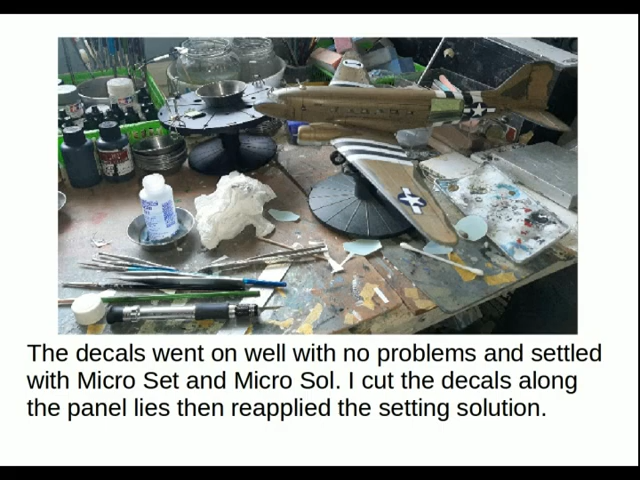 The decals went on well with no problems and settled
with Micro Set and Micro Sol. I cut the decals along
the panel lies then reapplied the setting solution.